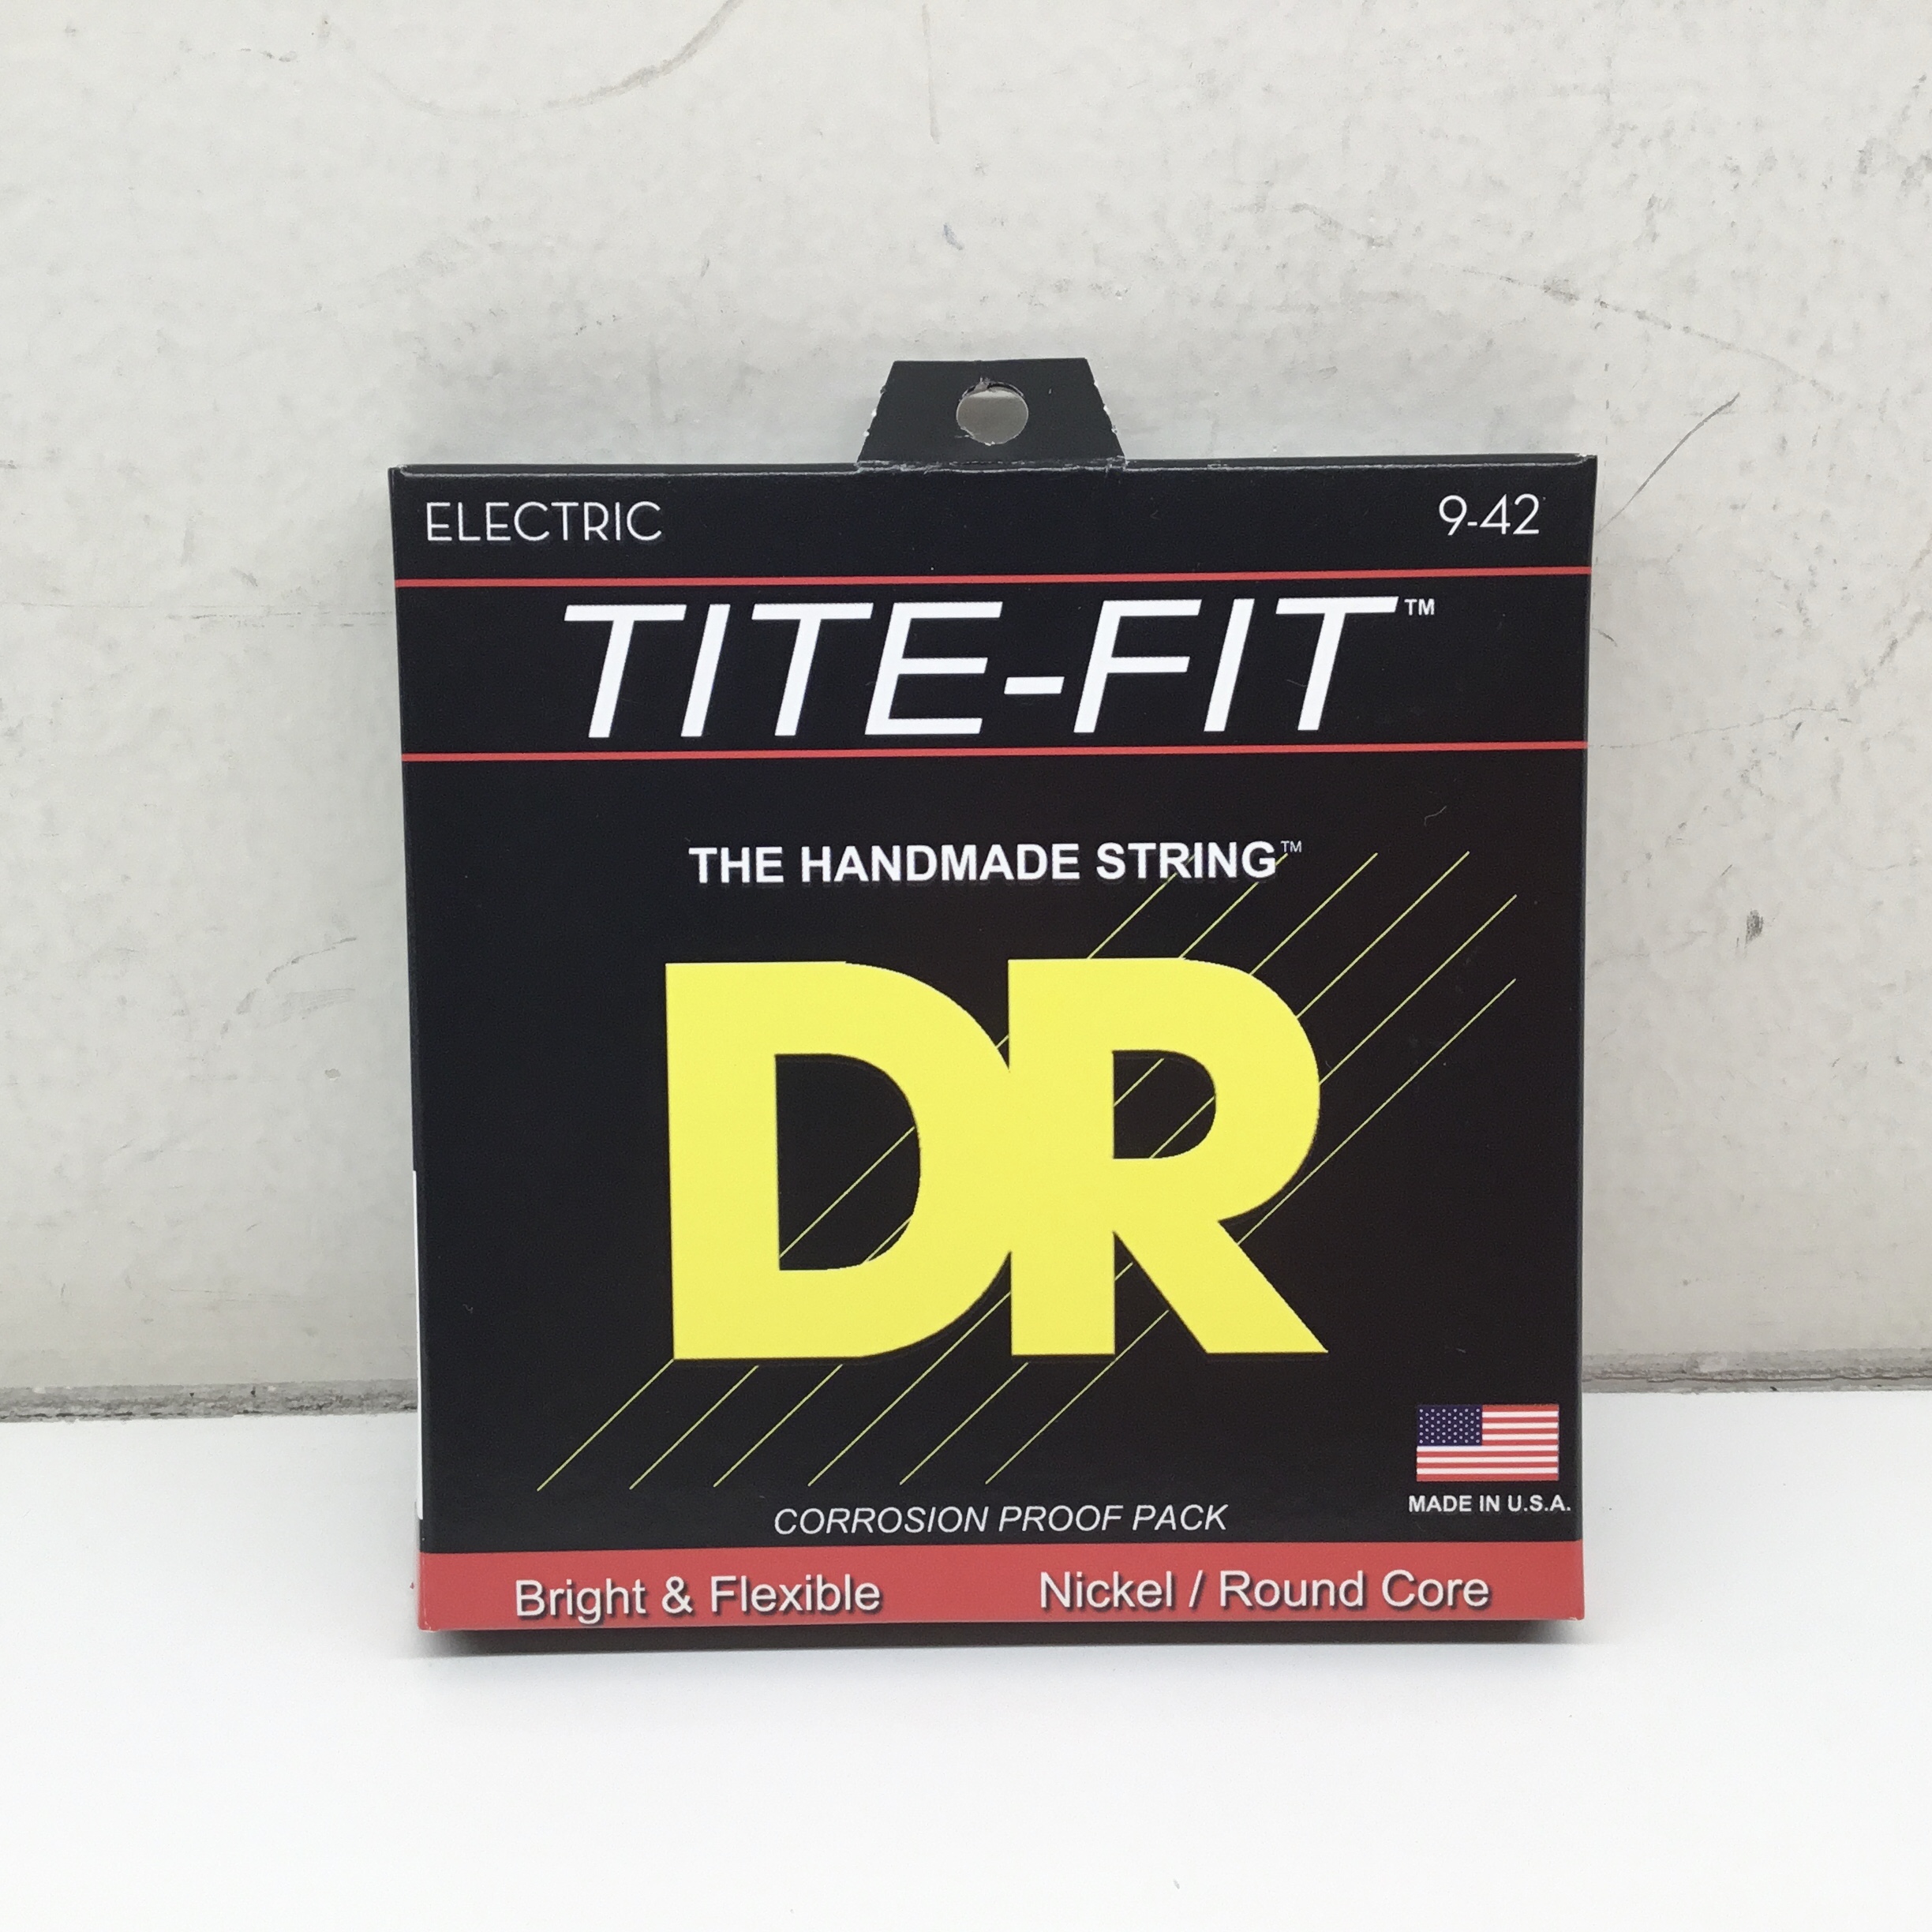 ELECTRIC 9-42
TITE-FIT™
THE HANDMADE STRING™
DR
MADE IN U.S.A.
CORROSION PROOF PACK
Bright & Flexible Nickel / Round Core